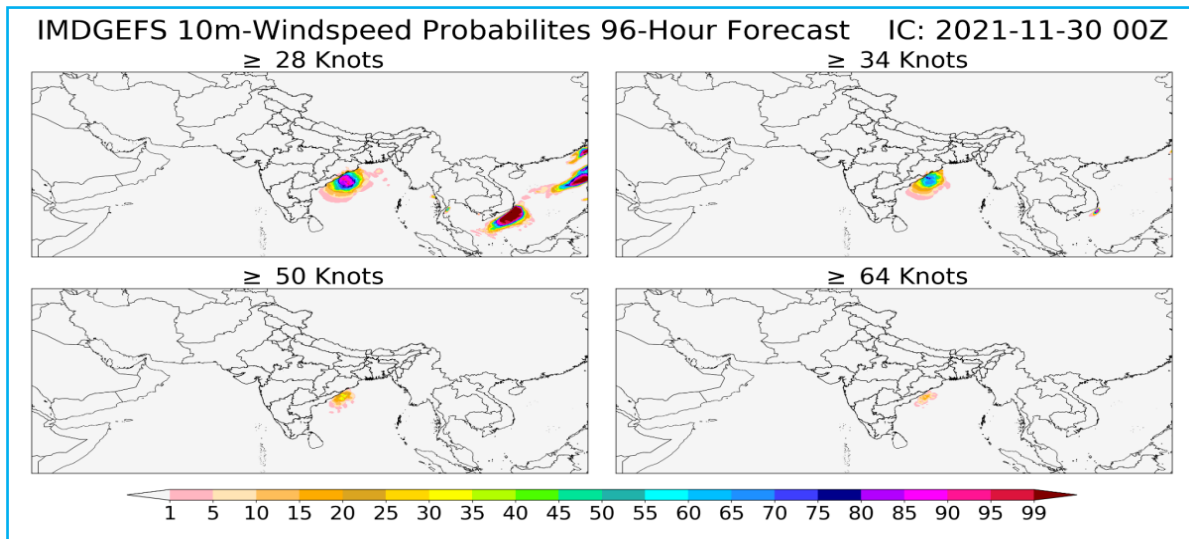 IMDGEFS 10m-Windspeed Probabilites 96-Hour Forecast IC: 2021-11-30 00Z
≥ 28 Knots
≥ 34 Knots
≥ 50 Knots
≥ 64 Knots
1 5 10 15 20 25 30 35 40 45 50 55 60 65 70 75 80 85 90 95 99